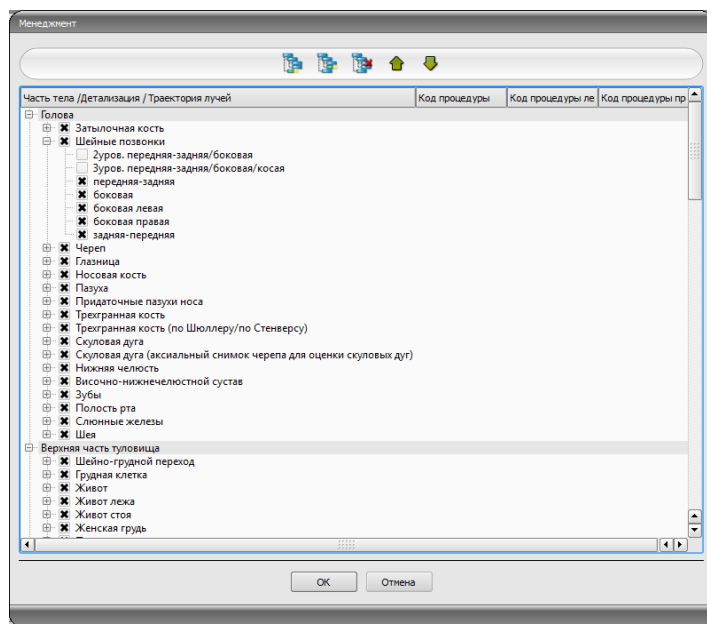 Менеджмент
Часть тела /Детализация / Траектория лучей Код процедуры Код процедуры ле Код процедуры пр
Голова
Затылочная кость
Шейные позвонки
2уров. передняя-задняя/боковая
3уров. передняя-задняя/боковая/косая
передняя-задняя
боковая
боковая левая
боковая правая
задняя-передняя
Череп
Глазница
Носовая кость
Пазуха
Придаточные пазухи носа
Трехгранная кость
Трехгранная кость (по Шюллеру/по Стенверсу)
Скуловая дуга
Скуловая дуга (аксиальный снимок черепа для оценки скуловых дуг)
Нижняя челюсть
Височно-нижнечелюстной сустав
Зубы
Полость рта
Слюнные железы
Шея
Верхняя часть туловища
Шейно-грудной переход
Грудная клетка
Живот
Живот лежа
Живот стоя
Женская грудь
OK Отмена